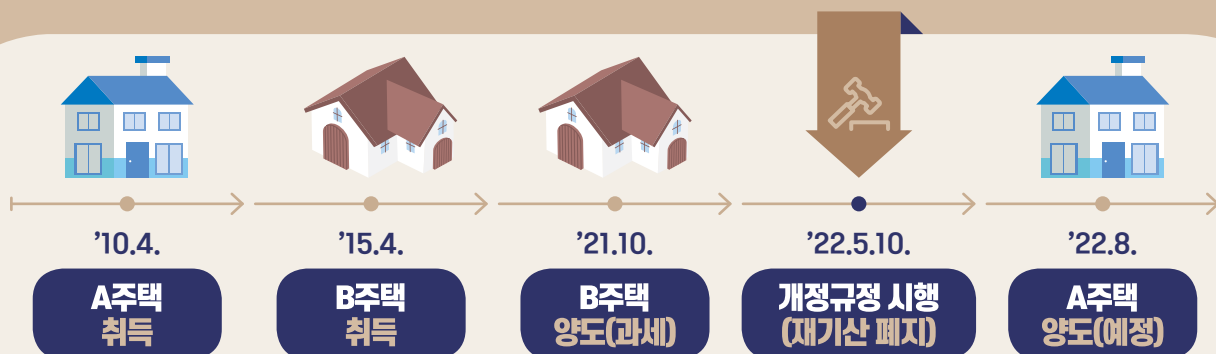 ’10.4.
A주택
취득
’15.4.
B주택
취득
’21.10.
B주택
양도(과세)
’22.5.10.
개정규정 시행
(재기산 폐지)
’22.8.
A주택
양도(예정)